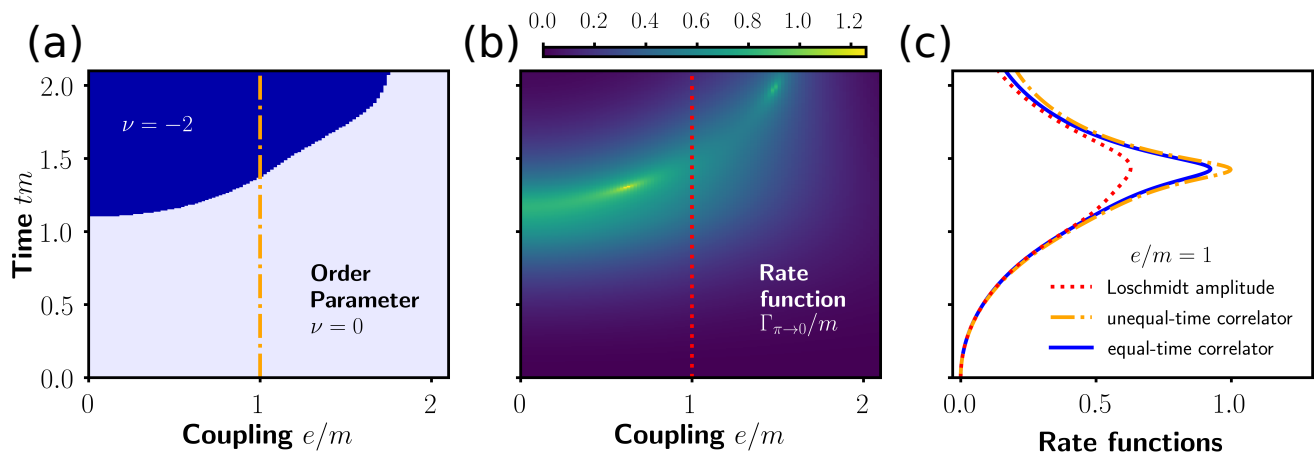 (a)
Time tm
2.0
1.5
1.0
0.5
0.0
ν = −2
Order
Parameter
ν = 0
0
1
2
Coupling e/m
(b)
0.0 0.2 0.4 0.6 0.8 1.0 1.2
Rate
function
Γπ→0/m
0
1
2
Coupling e/m
(c)
e/m = 1
Loschmidt amplitude
unequal-time correlator
equal-time correlator
0.0
0.5
1.0
Rate functions